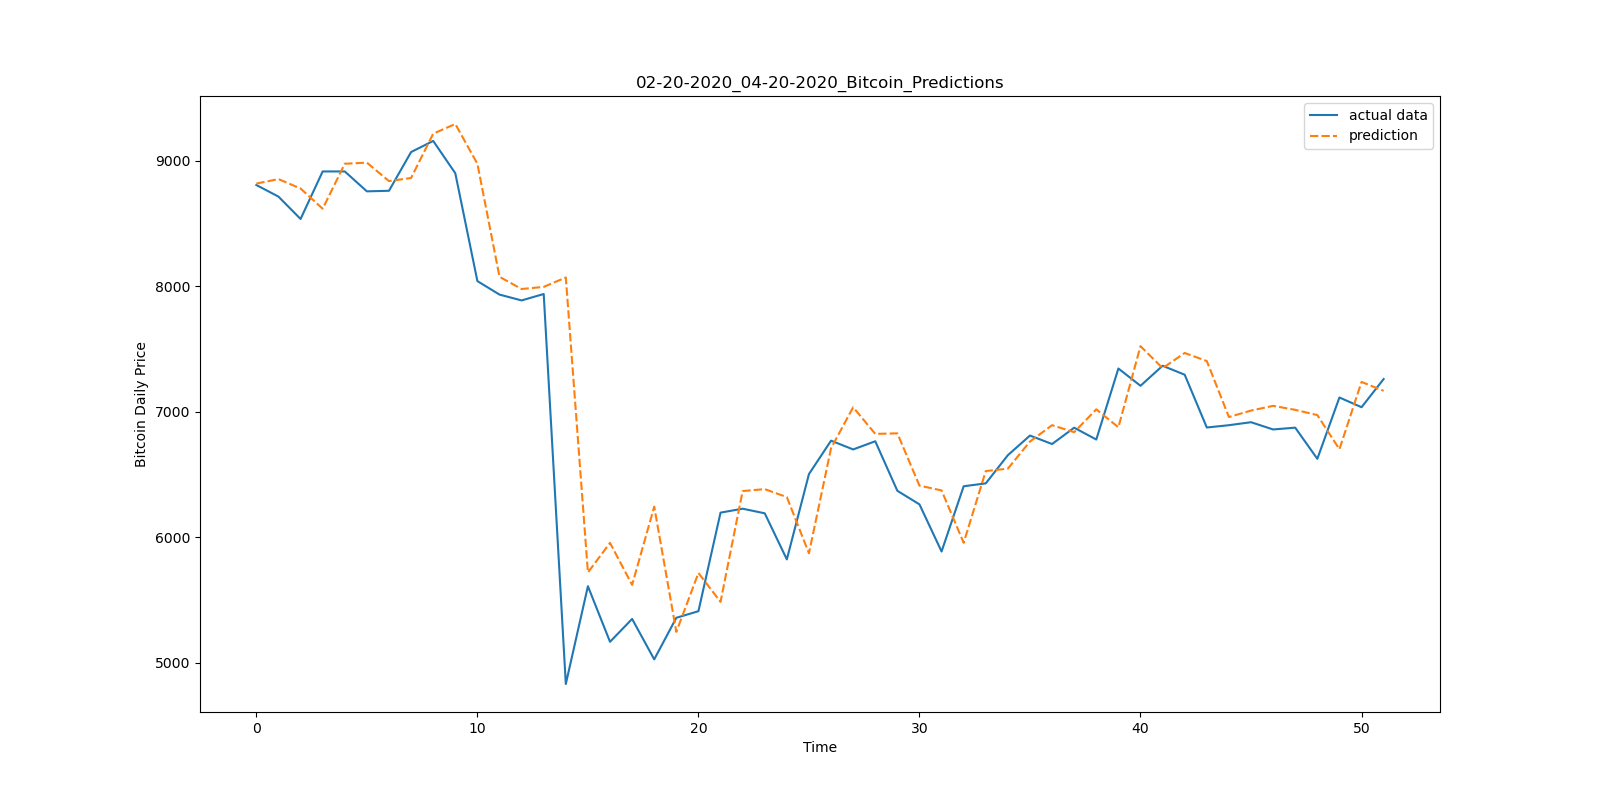 02-20-2020_04-20-2020_Bitcoin_Predictions
actual data
prediction
9000
8000
7000
6000
5000
Bitcoin Daily Price
0
10
20
30
40
50
Time